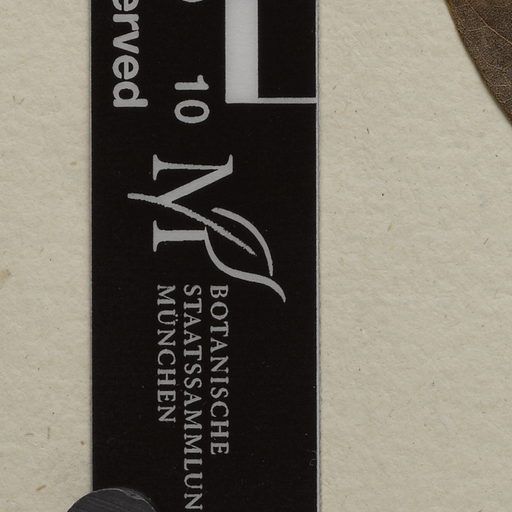 erved
10
M
BOTANISCHE
STAATSSAMMLUN
MÜNCHEN